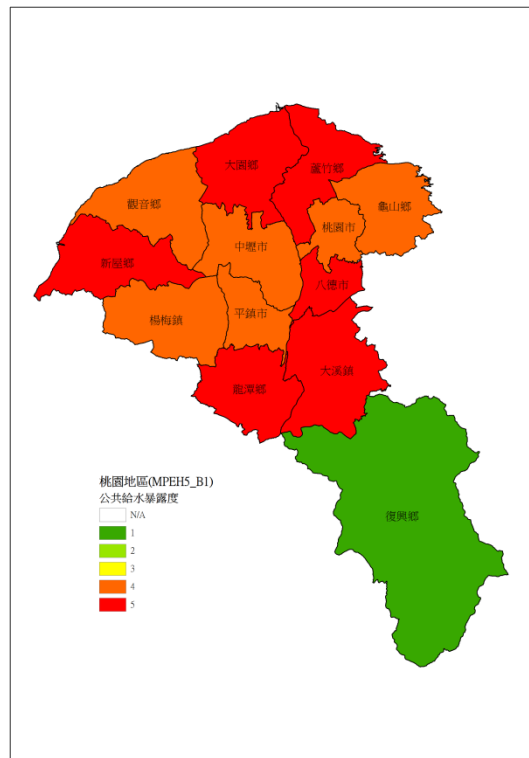 大園鄉
蘆竹鄉
觀音鄉
龜山鄉
桃園市
中壢市
新屋鄉
八德市
楊梅鎮
平鎮市
大溪鎮
龍潭鄉
復興鄉
桃園地區(MPEH5_B1)
公共給水暴露度
N/A
1
2
3
4
5